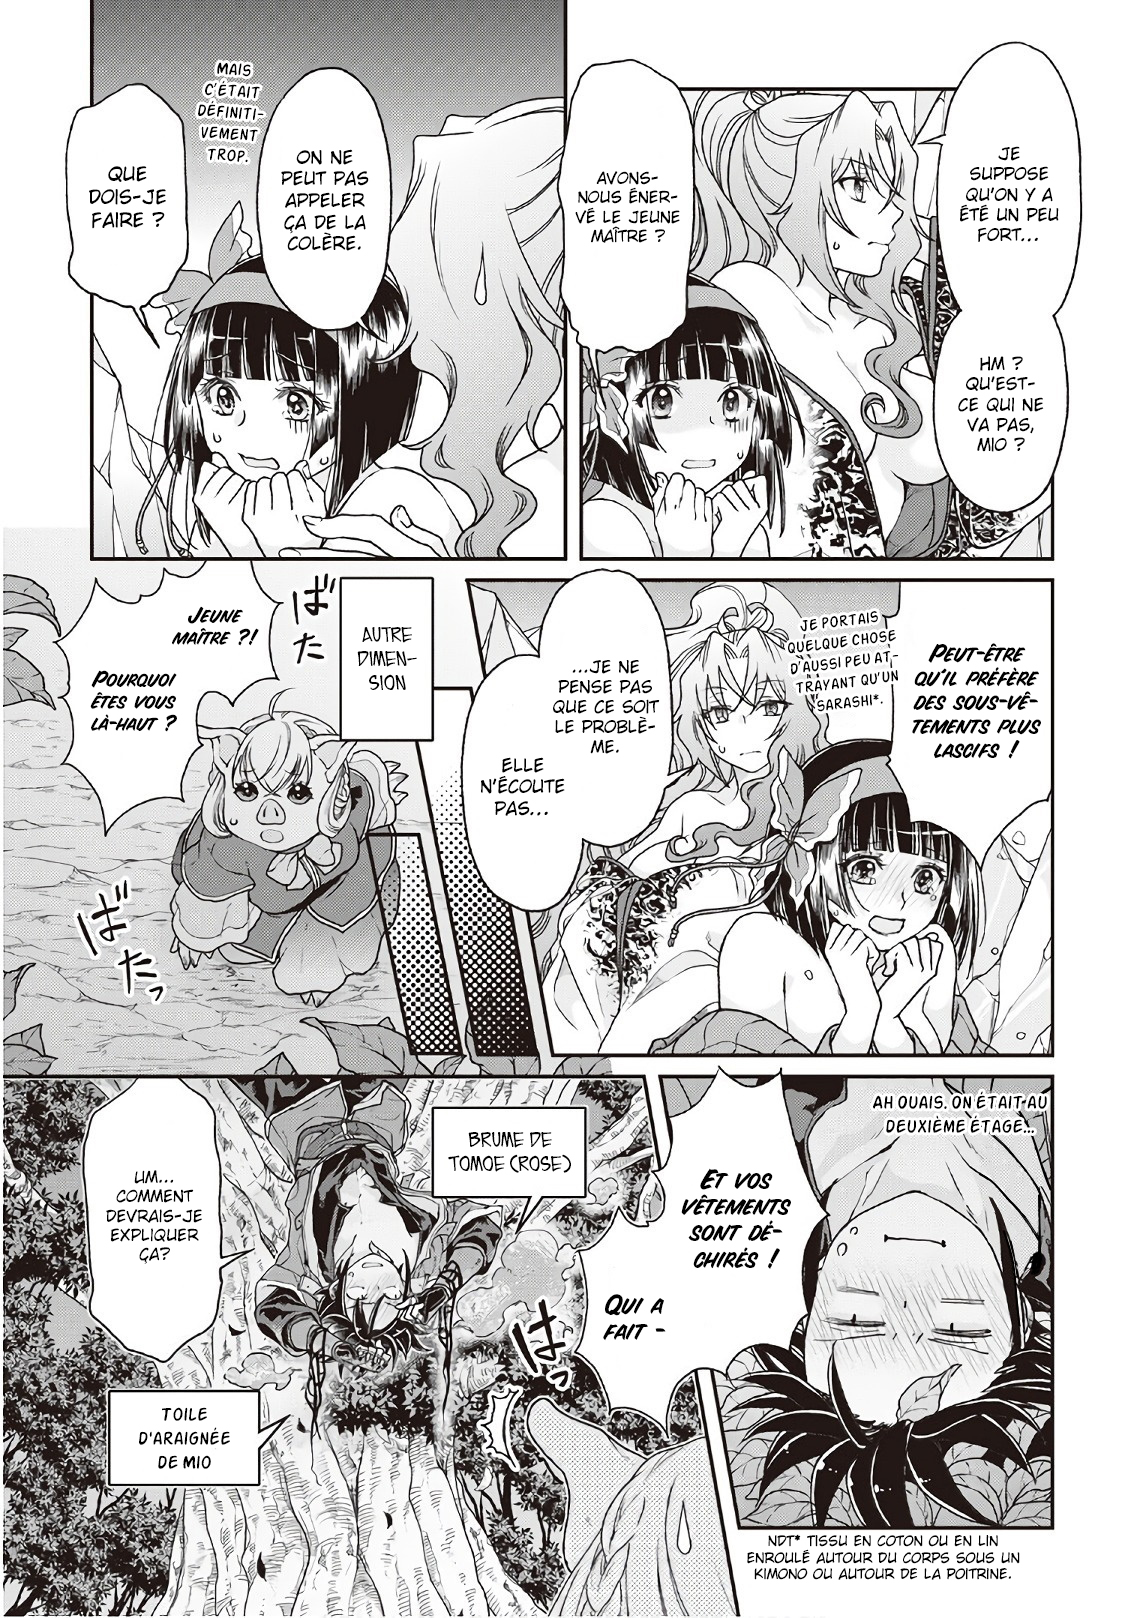 JE
SUPPOSE
QU'ON Y A
ÉTÉ UN PEU
FORT...
HM ?
QU'EST-
CE QUI NE
VA PAS,
MIO ?
AVONS-
NOUS ÉNER-
VÉ LE JEUNE
MAÎTRE ?
ON NE
PEUT PAS
APPELER
ÇA DE LA
COLÈRE.
MAIS
C'ÉTAIT
DÉFINITI-
VEMENT
TROP.
QUE
DOIS-JE
FAIRE ?
PEUT-ÊTRE
QU'IL PRÉFÈRE
DES SOUS-VÊ-
TEMENTS PLUS
LASCIFS !
JE PORTAIS
QUELQUE CHOSE
D'AUSSI PEU AT-
TRAYANT QU'UN
SARASHI*.
...JE NE
PENSE PAS
QUE CE SOIT
LE PROBLÈ-
ME.
ELLE
N'ÉCOUTE
PAS...
AUTRE
DIMEN-
SION
ばた
JEUNE
MAÎTRE ?!
POURQUOI
ÊTES VOUS
LÀ-HAUT ?
ばたっ
AH OUAIS. ON ÉTAIT AU
DEUXIÈME ÉTAGE...
ET VOS
VÊTEMENTS
SONT DÉ-
CHIRÉS !
QUI A
FAIT -
はっ
BRUME DE
TOMOE (ROSE)
UM...
COMMENT
DEVRAIS-JE
EXPLIQUER
ÇA?
TOILE
D'ARAIGNÉE
DE MIO
NDT* TISSU EN COTON OU EN LIN
ENROULÉ AUTOUR DU CORPS SOUS UN
KIMONO OU AUTOUR DE LA POITRINE.